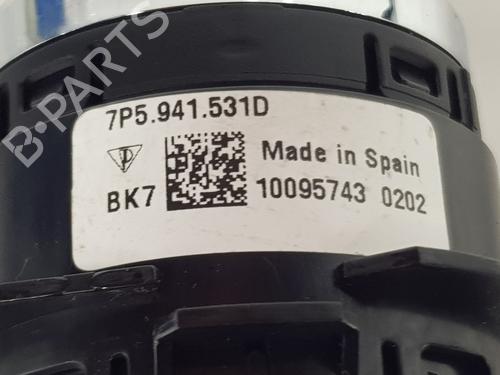 B-PARTS
7P5.941.531D
Made in Spain
BK7
10095743 0202